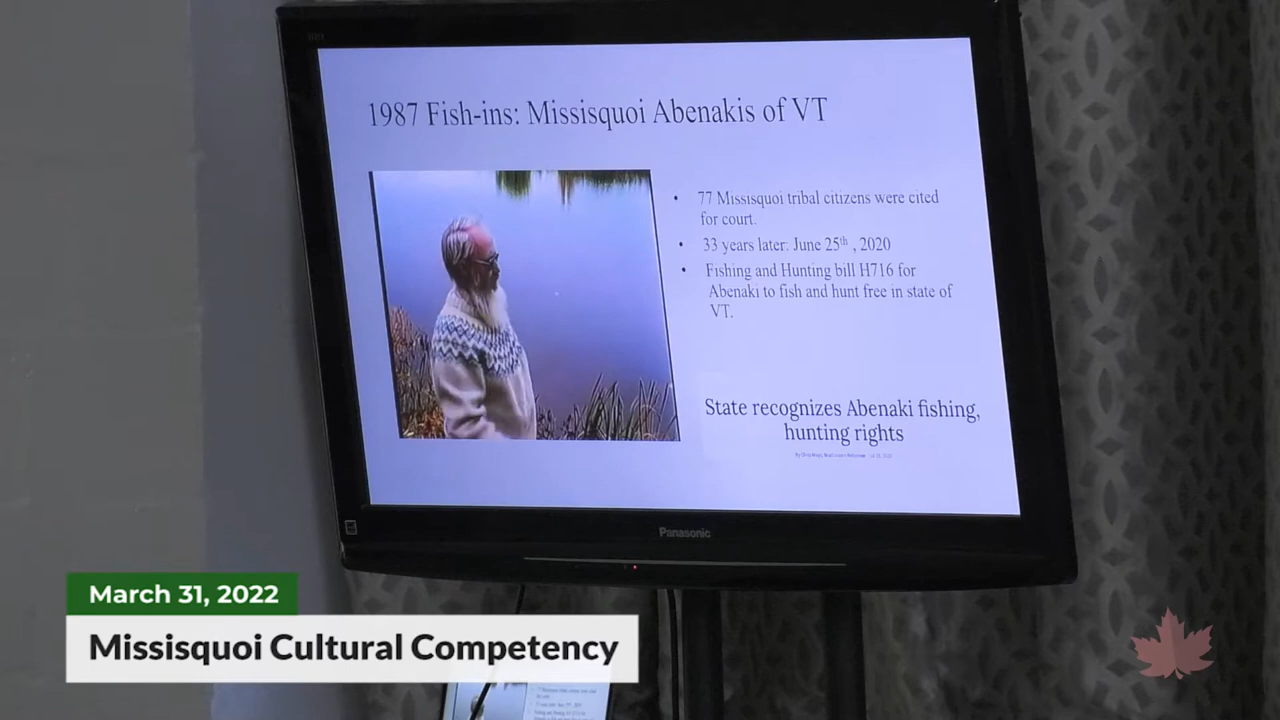 1987 Fish-ins: Missisquoi Abenakis of VT
• 77 Missisquoi tribal citizens were cited
for court.
• 33 years later: June 25th , 2020
• Fishing and Hunting bill H716 for
Abenaki to fish and hunt free in state of
VT.
State recognizes Abenaki fishing,
hunting rights
Panasonic
March 31, 2022
Missisquoi Cultural Competency